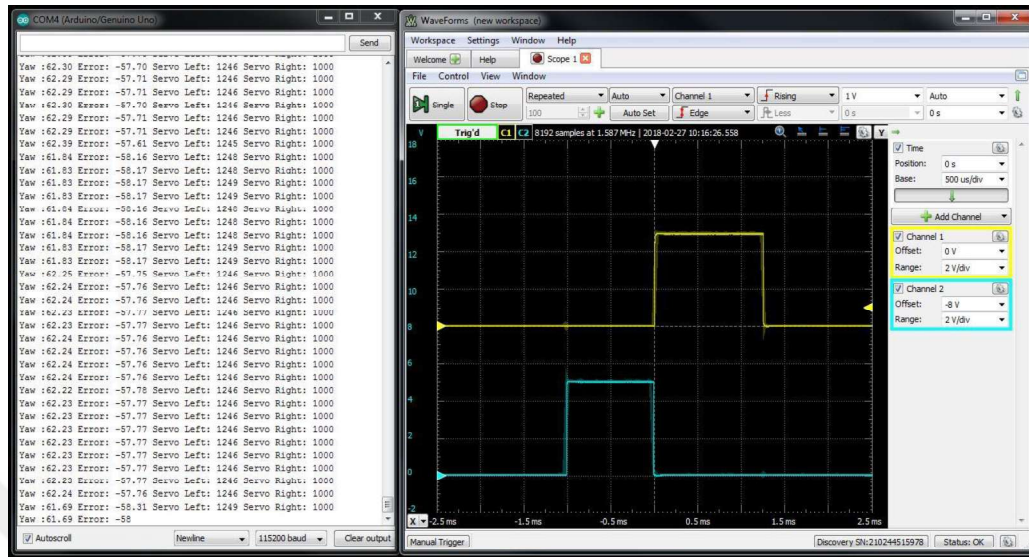 COM4 (Arduino/Genuino Uno)
Send
Yaw :62.30 Error: -57.70 Servo Left: 1246 Servo Right: 1000
Yaw :62.29 Error: -57.71 Servo Left: 1246 Servo Right: 1000
Yaw :62.29 Error: -57.71 Servo Left: 1246 Servo Right: 1000
Yaw :62.30 Error: -57.70 Servo Left: 1246 Servo Right: 1000
Yaw :62.29 Error: -57.71 Servo Left: 1246 Servo Right: 1000
Yaw :62.29 Error: -57.71 Servo Left: 1246 Servo Right: 1000
Yaw :62.39 Error: -57.61 Servo Left: 1245 Servo Right: 1000
Yaw :61.84 Error: -58.16 Servo Left: 1248 Servo Right: 1000
Yaw :61.83 Error: -58.17 Servo Left: 1248 Servo Right: 1000
Yaw :61.83 Error: -58.17 Servo Left: 1249 Servo Right: 1000
Yaw :61.84 Error: -58.16 Servo Left: 1248 Servo Right: 1000
Yaw :61.84 Error: -58.16 Servo Left: 1248 Servo Right: 1000
Yaw :61.84 Error: -58.16 Servo Left: 1248 Servo Right: 1000
Yaw :61.83 Error: -58.17 Servo Left: 1249 Servo Right: 1000
Yaw :61.83 Error: -58.17 Servo Left: 1249 Servo Right: 1000
Yaw :62.25 Error: -57.75 Servo Left: 1246 Servo Right: 1000
Yaw :62.24 Error: -57.76 Servo Left: 1246 Servo Right: 1000
Yaw :62.24 Error: -57.76 Servo Left: 1246 Servo Right: 1000
Yaw :62.23 Error: -57.77 Servo Left: 1246 Servo Right: 1000
Yaw :62.23 Error: -57.77 Servo Left: 1246 Servo Right: 1000
Yaw :62.24 Error: -57.76 Servo Left: 1246 Servo Right: 1000
Yaw :62.24 Error: -57.76 Servo Left: 1246 Servo Right: 1000
Yaw :62.24 Error: -57.76 Servo Left: 1246 Servo Right: 1000
Yaw :62.24 Error: -57.76 Servo Left: 1246 Servo Right: 1000
Yaw :62.22 Error: -57.78 Servo Left: 1246 Servo Right: 1000
Yaw :62.23 Error: -57.77 Servo Left: 1246 Servo Right: 1000
Yaw :62.23 Error: -57.77 Servo Left: 1246 Servo Right: 1000
Yaw :62.23 Error: -57.77 Servo Left: 1246 Servo Right: 1000
Yaw :62.23 Error: -57.77 Servo Left: 1246 Servo Right: 1000
Yaw :62.23 Error: -57.77 Servo Left: 1246 Servo Right: 1000
Yaw :62.23 Error: -57.77 Servo Left: 1246 Servo Right: 1000
Yaw :62.23 Error: -57.77 Servo Left: 1246 Servo Right: 1000
Yaw :62.24 Error: -57.76 Servo Left: 1246 Servo Right: 1000
Yaw :61.69 Error: -58.31 Servo Left: 1249 Servo Right: 1000
Yaw :61.69 Error: -58
Autoscroll Newline 115200 baud Clear output
WaveForms (new workspace)
Workspace Settings Window Help
Welcome Help Scope 1
File Control View Window
Single Stop Repeated Auto Channel 1 Rising 1 V Auto
100 Auto Set Edge Less 0 s 0 s
V Trig'd C1 C2 8192 samples at 1.587 MHz | 2018-02-27 10:16:26.558 Y
18
16
14
12
10
8
6
4
2
0
-2
X -2.5 ms -1.5 ms -0.5 ms 0.5 ms 1.5 ms 2.5 ms
Time
Position: 0 s
Base: 500 us/div
Add Channel
Channel 1
Offset: 0 V
Range: 2 V/div
Channel 2
Offset: -8 V
Range: 2 V/div
Manual Trigger Discovery SN:210244515978 Status: OK